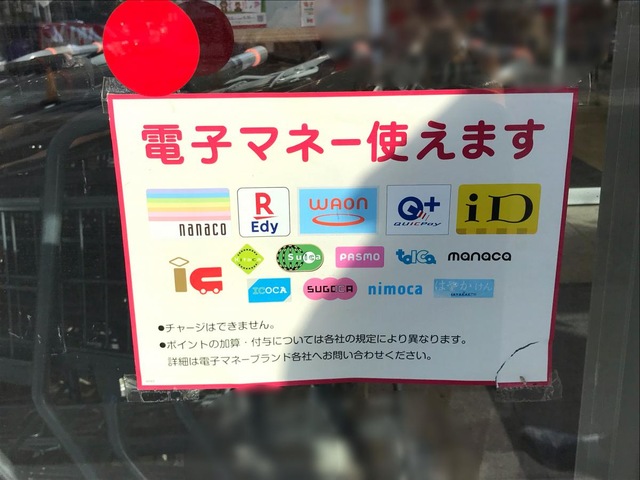 電子マネー使えます
nanaco
R
Edy
WAON
Q+
QUICPay
iD
Kitaca
Suica
PASMO
toica
manaca
ic
ICOCA
SUGOCA
nimoca
はやかけん
●チャージはできません。
●ポイントの加算・付与については各社の規定により異なります。
詳細は電子マネーブランド各社へお問い合わせください。